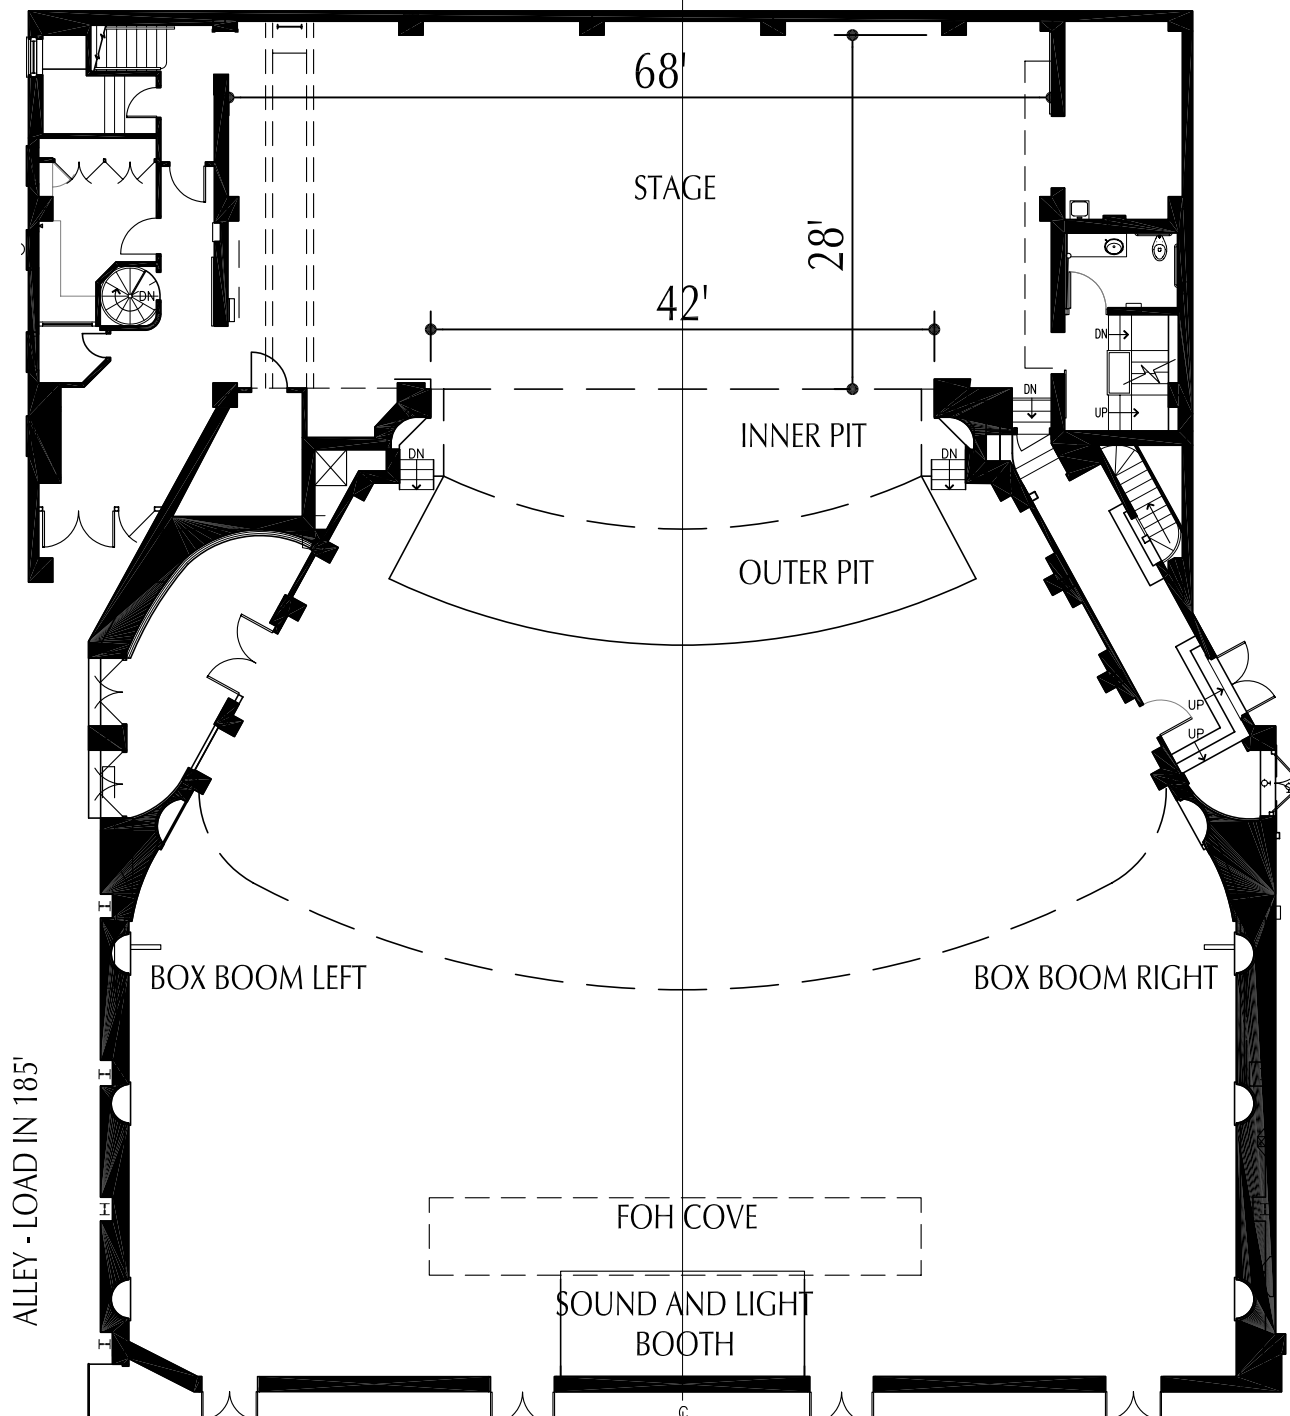 68'
STAGE
28'
42'
DN
DN
UP
DN
INNER PIT
DN
DN
OUTER PIT
UP
UP
BOX BOOM LEFT
BOX BOOM RIGHT
ALLEY - LOAD IN 185'
FOH COVE
SOUND AND LIGHT
BOOTH
℄